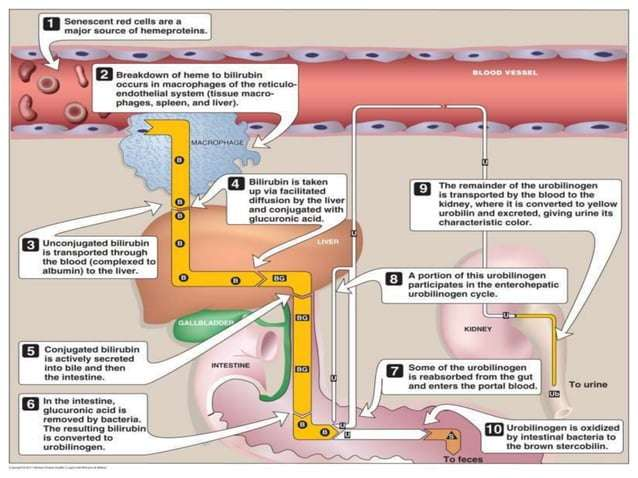 1 Senescent red cells are a
major source of hemeproteins.
2 Breakdown of heme to bilirubin
occurs in macrophages of the reticulo-
endothelial system (tissue macro-
phages, spleen, and liver).
BLOOD VESSEL
MACROPHAGE
B
B
B
4 Bilirubin is taken
up via facilitated
diffusion by the liver
and conjugated with
glucuronic acid.
9 The remainder of the urobilinogen
is transported by the blood to the
kidney, where it is converted to yellow
urobilin and excreted, giving urine its
characteristic color.
U
U
3 Unconjugated bilirubin
is transported through
the blood (complexed to
albumin) to the liver.
LIVER
B
B
B
BG
8 A portion of this urobilinogen
participates in the enterohepatic
urobilinogen cycle.
GALLBLADDER
BG
U
KIDNEY
5 Conjugated bilirubin
is actively secreted
into bile and then
the intestine.
INTESTINE
BG
U
7 Some of the urobilinogen
is reabsorbed from the gut
and enters the portal blood.
Ub
To urine
6 In the intestine,
glucuronic acid is
removed by bacteria.
The resulting bilirubin
is converted to
urobilinogen.
B
B
U
U
S
10 Urobilinogen is oxidized
by intestinal bacteria to
the brown stercobilin.
To feces